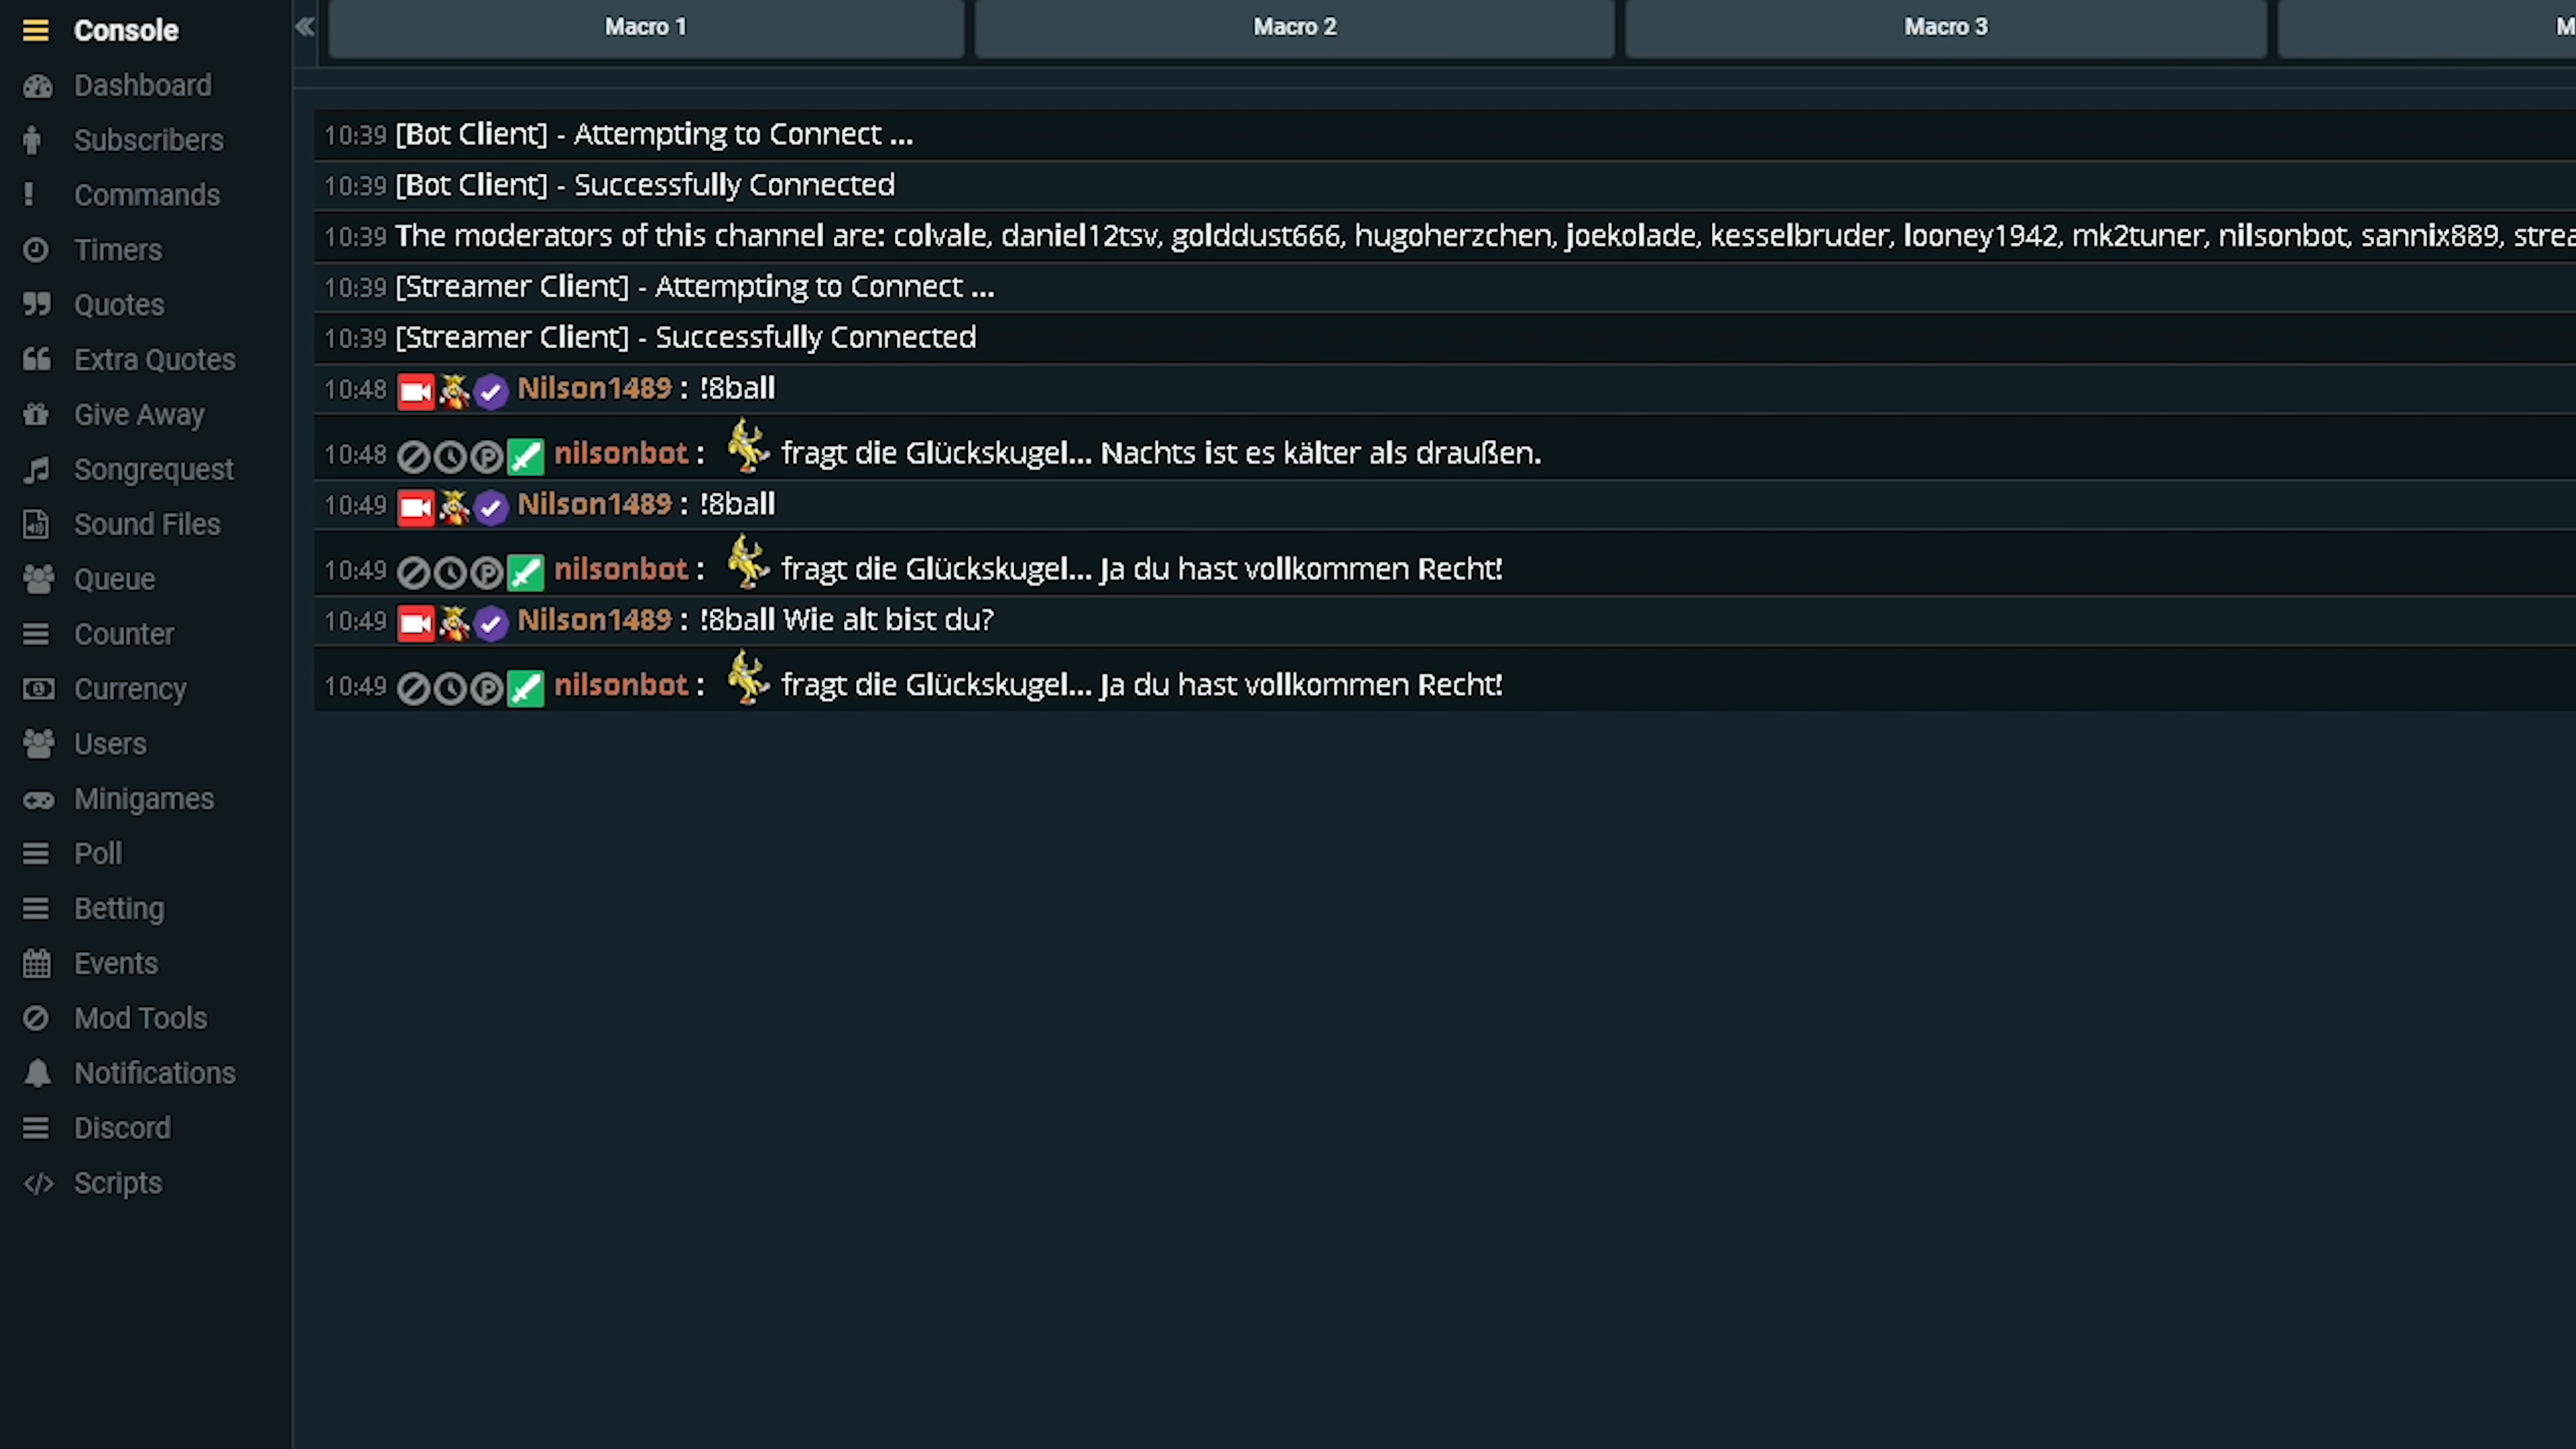 Console
Dashboard
Subscribers
Commands
Timers
Quotes
Extra Quotes
Give Away
Songrequest
Sound Files
Queue
Counter
Currency
Users
Minigames
Poll
Betting
Events
Mod Tools
Notifications
Discord
Scripts
Macro 1
Macro 2
Macro 3
M
10:39 [Bot Client] - Attempting to Connect ...
10:39 [Bot Client] - Successfully Connected
10:39 The moderators of this channel are: colvale, daniel12tsv, golddust666, hugoherzchen, joekolade, kesselbruder, looney1942, mk2tuner, nilsonbot, sannix889, strea
10:39 [Streamer Client] - Attempting to Connect ...
10:39 [Streamer Client] - Successfully Connected
10:48 Nilson1489 : !8ball
10:48 nilsonbot : fragt die Glückskugel... Nachts ist es kälter als draußen.
10:49 Nilson1489 : !8ball
10:49 nilsonbot : fragt die Glückskugel... Ja du hast vollkommen Recht!
10:49 Nilson1489 : !8ball Wie alt bist du?
10:49 nilsonbot : fragt die Glückskugel... Ja du hast vollkommen Recht!